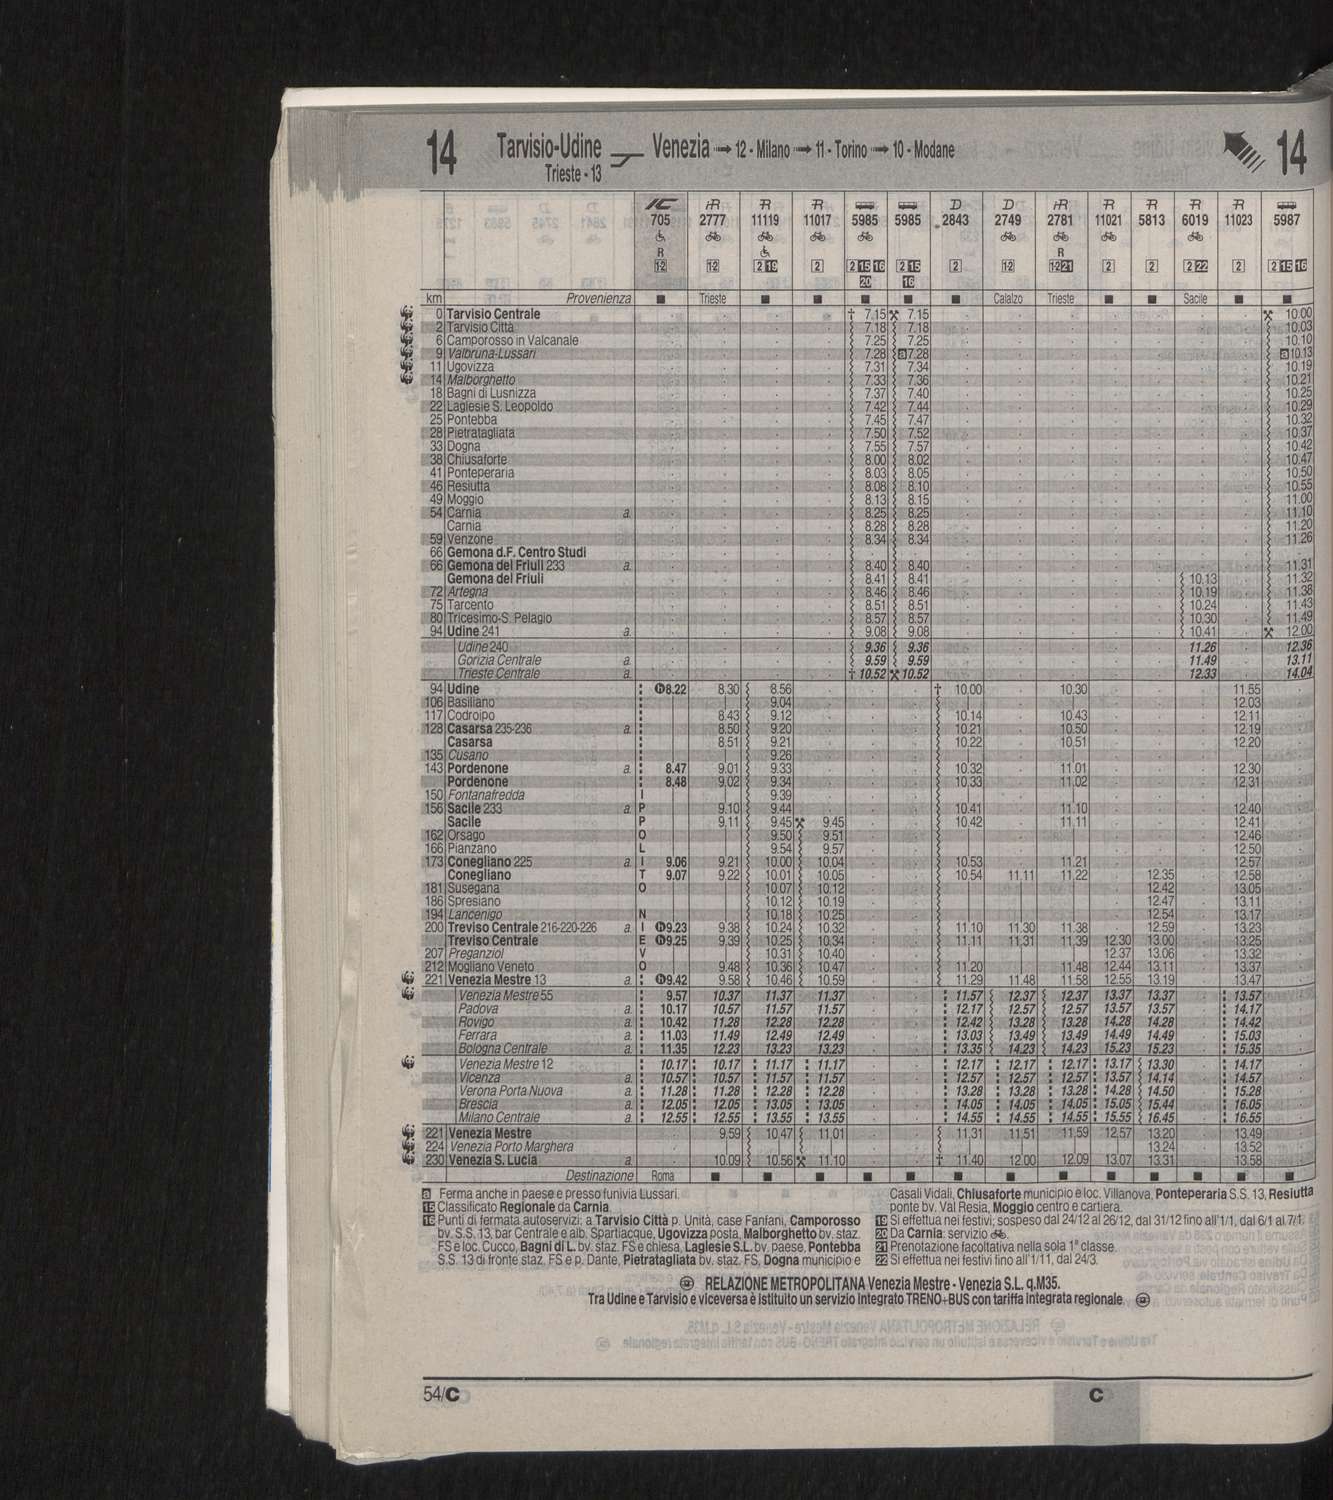 14 Tarvisio-Udine Venezia ➟ 12 - Milano ➟ 11 - Torino ➟ 10 - Modane 14
Trieste - 13
IC iR R R D D iR R R R
705 2777 11119 11017 5985 5985 2843 2749 2781 11021 5813 6019 11023 5987
R R
1-2 1-2 2 19 2 2 15 16 2 15 2 1-2 1-2 21 2 2 2 22 2 2 15 16
20 16
km Provenienza ■ Trieste ■ ■ ■ ■ ■ Calalzo Trieste ■ ■ Sacile ■ ■
0 Tarvisio Centrale † 7.15 ⚒ 7.15 ⚒ 10.00
2 Tarvisio Città 7.18 7.18 10.03
6 Camporosso in Valcanale 7.25 7.25 10.10
9 Valbruna-Lussari 7.28 a 7.28 a 10.13
11 Ugovizza 7.31 7.34 10.19
14 Malborghetto 7.33 7.36 10.21
18 Bagni di Lusnizza 7.37 7.40 10.25
22 Laglesie S. Leopoldo 7.42 7.44 10.29
25 Pontebba 7.45 7.47 10.32
28 Pietratagliata 7.50 7.52 10.37
33 Dogna 7.55 7.57 10.42
38 Chiusaforte 8.00 8.02 10.47
41 Ponteperaria 8.03 8.05 10.50
46 Resiutta 8.08 8.10 10.55
49 Moggio 8.13 8.15 11.00
54 Carnia a. 8.25 8.25 11.10
Carnia 8.28 8.28 11.20
59 Venzone 8.34 8.34 11.26
66 Gemona d.F. Centro Studi
66 Gemona del Friuli 233 a. 8.40 8.40 11.31
Gemona del Friuli 8.41 8.41 10.13 11.32
72 Artegna 8.46 8.46 10.19 11.38
75 Tarcento 8.51 8.51 10.24 11.43
80 Tricesimo-S. Pelagio 8.57 8.57 10.30 11.49
94 Udine 241 a. 9.08 9.08 10.41 ⚒ 12.00
Udine 240 9.36 9.36 11.26 12.36
Gorizia Centrale a. 9.59 9.59 11.49 13.11
Trieste Centrale a. † 10.52 ⚒ 10.52 12.33 14.04
94 Udine h 8.22 8.30 8.56 † 10.00 10.30 11.55
106 Basiliano 9.04 12.03
117 Codroipo 8.43 9.12 10.14 10.43 12.11
128 Casarsa 235-236 a. 8.50 9.20 10.21 10.50 12.19
Casarsa 8.51 9.21 10.22 10.51 12.20
135 Cusano 9.26
143 Pordenone a. 8.47 9.01 9.33 10.32 11.01 12.30
Pordenone 8.48 9.02 9.34 10.33 11.02 12.31
150 Fontanafredda I 9.39
156 Sacile 233 a. P 9.10 9.44 10.41 11.10 12.40
Sacile P 9.11 9.45 ⚒ 9.45 10.42 11.11 12.41
162 Orsago O 9.50 9.51 12.46
166 Pianzano L 9.54 9.57 12.50
173 Conegliano 225 a. I 9.06 9.21 10.00 10.04 10.53 11.21 12.57
Conegliano T 9.07 9.22 10.01 10.05 10.54 11.11 11.22 12.35 12.58
181 Susegana O 10.07 10.12 12.42 13.05
186 Spresiano 10.12 10.19 12.47 13.11
194 Lancenigo N 10.18 10.25 12.54 13.17
200 Treviso Centrale 216-220-226 a. I h 9.23 9.38 10.24 10.32 11.10 11.30 11.38 12.59 13.23
Treviso Centrale E h 9.25 9.39 10.25 10.34 11.11 11.31 11.39 12.30 13.00 13.25
207 Preganziol V 10.31 10.40 12.37 13.06 13.32
212 Mogliano Veneto O 9.48 10.36 10.47 11.20 11.48 12.44 13.11 13.37
221 Venezia Mestre 13 a. h 9.42 9.58 10.46 10.59 11.29 11.48 11.58 12.55 13.19 13.47
Venezia Mestre 55 9.57 10.37 11.37 11.37 11.57 12.37 12.37 13.37 13.37 13.57
Padova a. 10.17 10.57 11.57 11.57 12.17 12.57 12.57 13.57 13.57 14.17
Rovigo a. 10.42 11.28 12.28 12.28 12.42 13.28 13.28 14.28 14.28 14.42
Ferrara a. 11.03 11.49 12.49 12.49 13.03 13.49 13.49 14.49 14.49 15.03
Bologna Centrale a. 11.35 12.23 13.23 13.23 13.35 14.23 14.23 15.23 15.23 15.35
Venezia Mestre 12 10.17 10.17 11.17 11.17 12.17 12.17 12.17 13.17 13.30 14.17
Vicenza a. 10.57 10.57 11.57 11.57 12.57 12.57 12.57 13.57 14.14 14.57
Verona Porta Nuova a. 11.28 11.28 12.28 12.28 13.28 13.28 13.28 14.28 14.50 15.28
Brescia a. 12.05 12.05 13.05 13.05 14.05 14.05 14.05 15.05 15.44 16.05
Milano Centrale a. 12.55 12.55 13.55 13.55 14.55 14.55 14.55 15.55 16.45 16.55
221 Venezia Mestre 9.59 10.47 11.01 11.31 11.51 11.59 12.57 13.20 13.49
224 Venezia Porto Marghera 13.24 13.52
230 Venezia S. Lucia a. 10.09 10.56 ⚒ 11.10 † 11.40 12.00 12.09 13.07 13.31 13.58
Destinazione Roma ■ ■ ■ ■ ■ ■ ■ ■ ■ ■ ■ ■ ■
a Ferma anche in paese e presso funivia Lussari.
15 Classificato Regionale da Carnia.
16 Punti di fermata autoservizi: a Tarvisio Città p. Unità, case Fanfani, Camporosso
bv. S.S. 13, bar Centrale e alb. Spartiacque, Ugovizza posta, Malborghetto bv. staz.
FS e loc. Cucco, Bagni di L. bv. staz. FS e chiesa, Laglesie S.L. bv. paese, Pontebba
S.S. 13 di fronte staz. FS e p. Dante, Pietratagliata bv. staz. FS, Dogna municipio e
Casali Vidali, Chiusaforte municipio e loc. Villanova, Ponteperaria S.S. 13, Resiutta
ponte bv. Val Resia, Moggio centro e cartiera.
19 Si effettua nei festivi; sospeso dal 24/12 al 26/12, dal 31/12 fino all'1/1, dal 6/1 al 7/1.
20 Da Carnia: servizio
21 Prenotazione facoltativa nella sola 1ª classe.
22 Si effettua nei festivi fino all'1/11, dal 24/3.
RELAZIONE METROPOLITANA Venezia Mestre - Venezia S.L. q.M35.
Tra Udine e Tarvisio e viceversa è istituito un servizio integrato TRENO+BUS con tariffa integrata regionale
54/C C